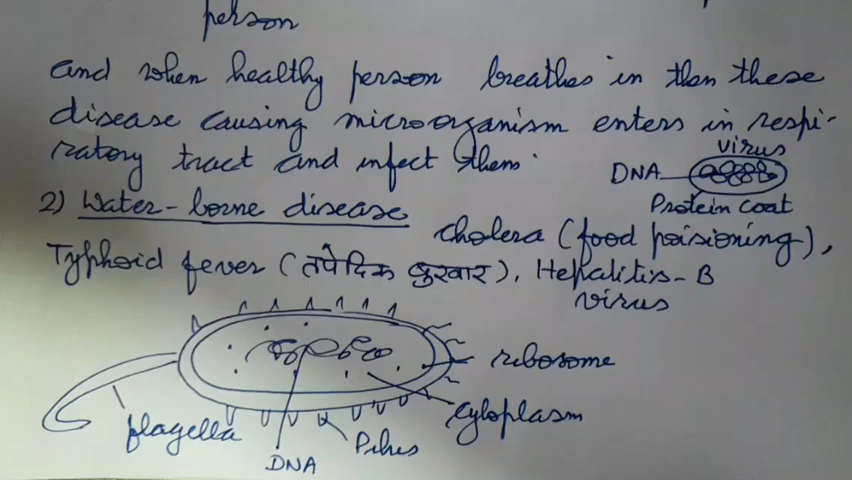 person
and when healthy person breathes in then these
disease causing microorganism enters in respi-
ratory tract and infect them.
virus
DNA
Protein coat
2) Water-borne disease
cholera (food poisioning),
Typhoid fever (तपेदिक बुखार), Hepalitis-B
virus
ribosome
cytoplasm
flagella
Pilus
DNA